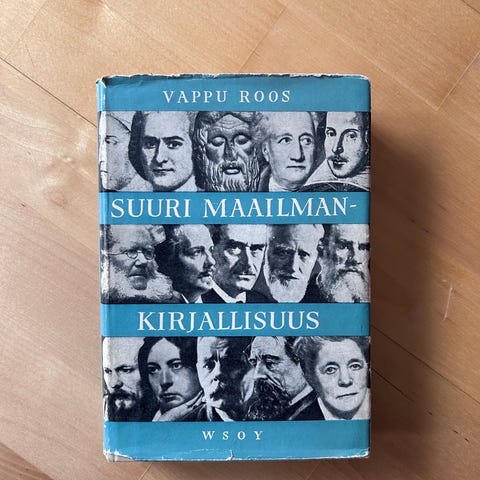 VAPPU ROOS
SUURI MAAILMAN-
KIRJALLISUUS
WSOY